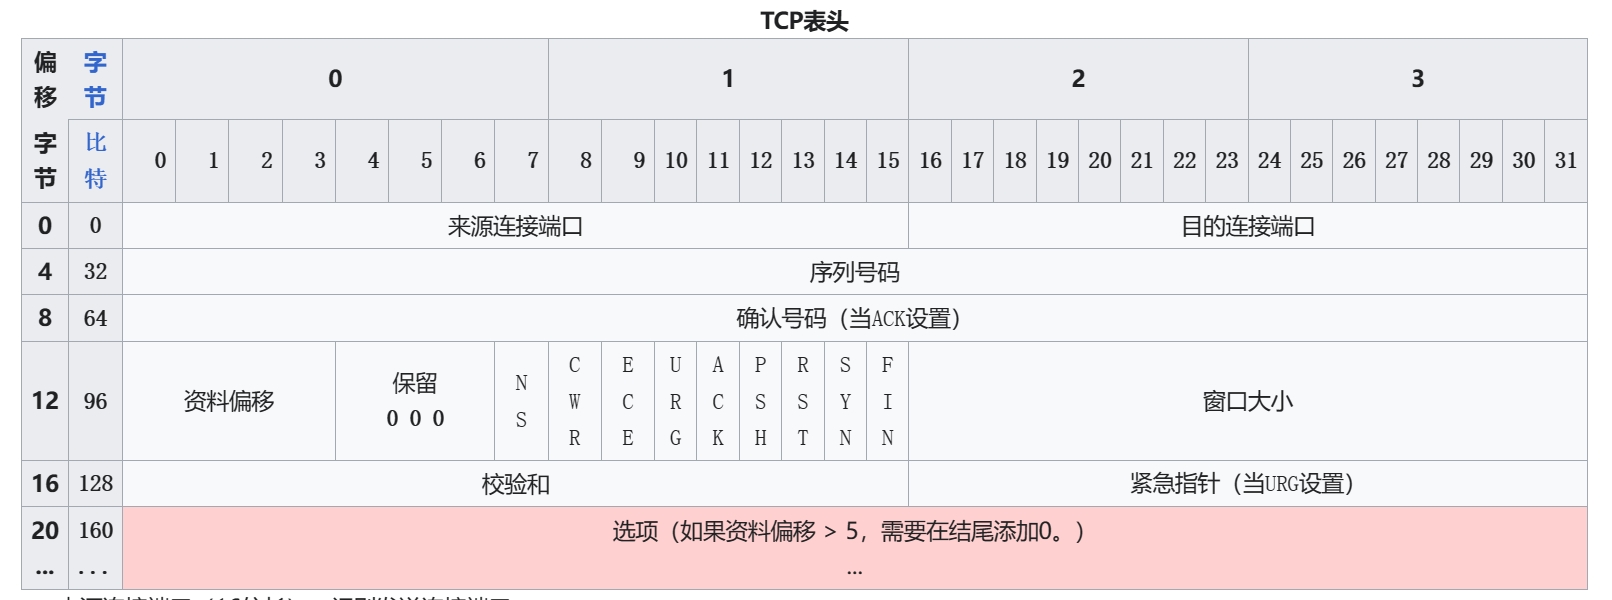 TCP表头
偏移 字节 0 1 2 3
字节 比特 0 1 2 3 4 5 6 7 8 9 10 11 12 13 14 15 16 17 18 19 20 21 22 23 24 25 26 27 28 29 30 31
0 0 来源连接端口 目的连接端口
4 32 序列号码
8 64 确认号码（当ACK设置）
12 96 资料偏移 保留 0 0 0 NS CWR ECE URG ACK PSH RST SYN FIN 窗口大小
16 128 校验和 紧急指针（当URG设置）
20 160 选项（如果资料偏移 > 5，需要在结尾添加0。）
... ... ...